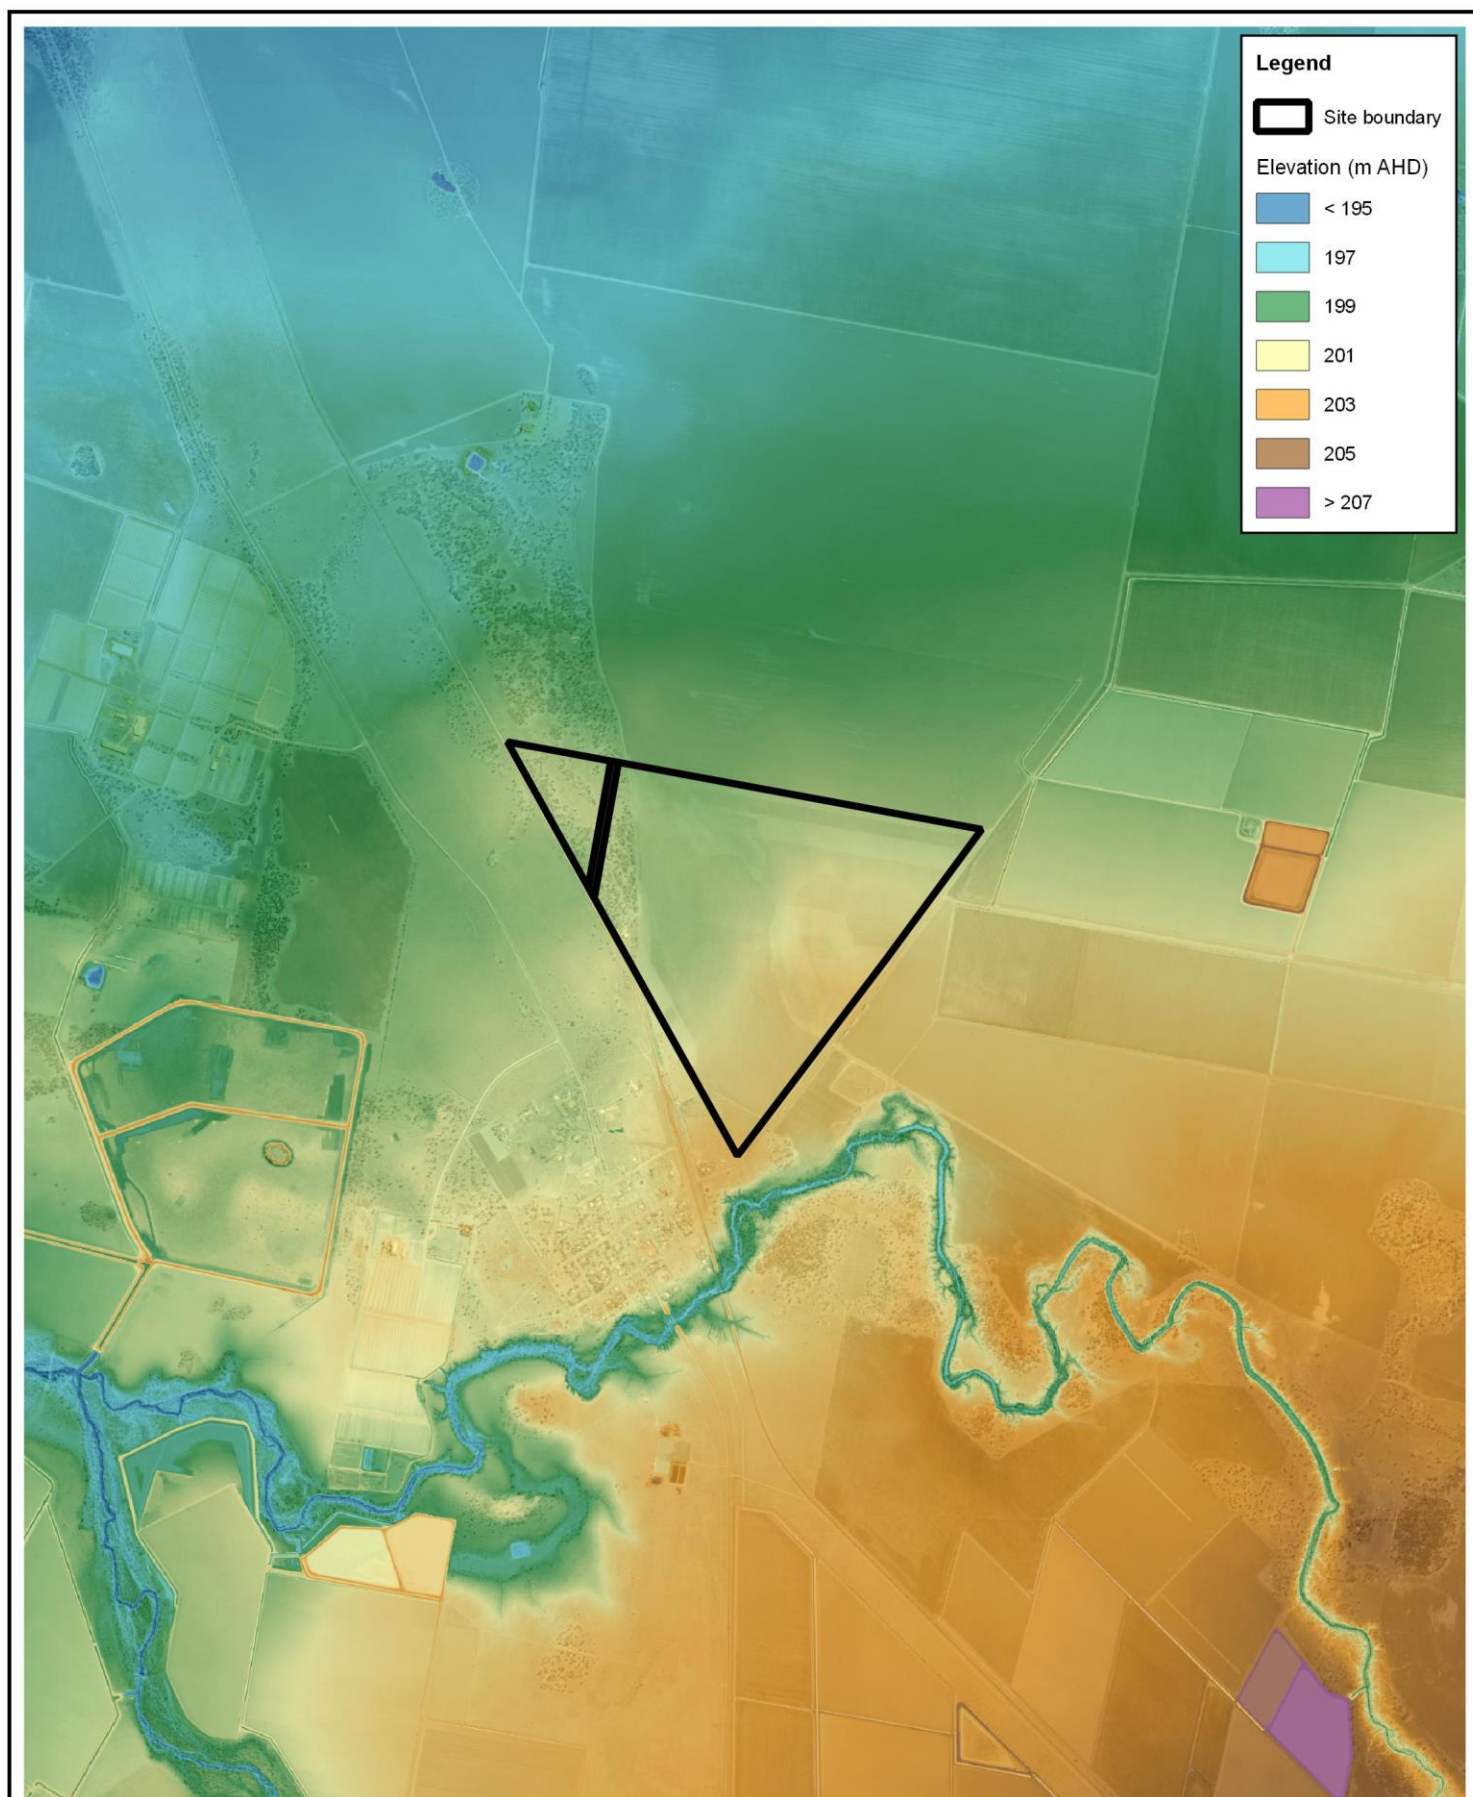 Legend
Site boundary
Elevation (m AHD)
< 195
197
199
201
203
205
> 207